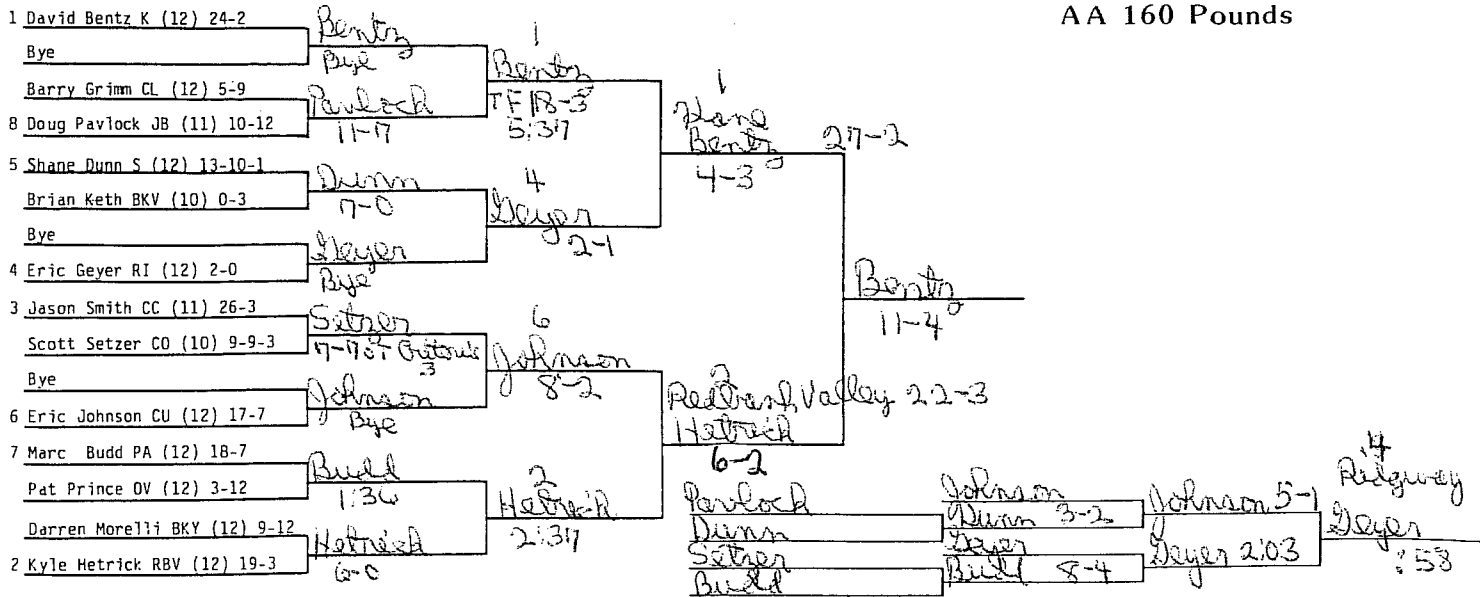 AA 160 Pounds
1 David Bentz K (12) 24-2
Bye
Barry Grimm CL (12) 5-9
8 Doug Pavlock JB (11) 10-12
5 Shane Dunn S (12) 13-10-1
Brian Keth BKV (10) 0-3
Bye
4 Eric Geyer RI (12) 2-0
3 Jason Smith CC (11) 26-3
Scott Setzer CO (10) 9-9-3
Bye
6 Eric Johnson CU (12) 17-7
7 Marc Budd PA (12) 18-7
Pat Prince OV (12) 3-12
Darren Morelli BKY (12) 9-12
2 Kyle Hetrick RBV (12) 19-3
Bentz
Bye
Pavlock
11-7
Dunn
7-0
Geyer
Bye
Setzer
7-7 OT Criteria
3
Johnson
Bye
Budd
1:36
Hetrick
6-0
1
Bentz
TF 18-3
5:37
4
Geyer
2-1
6
Johnson
8-2
2
Hetrick
2:37
1
Kane
Bentz 27-2
4-3
2
Redbank Valley 22-3
Hetrick
6-2
Bentz
11-4
Pavlock
Dunn
Setzer
Budd
Johnson
Dunn 3-2
Geyer
Budd 8-4
Johnson 5-1
Geyer 2:03
4
Ridgway
Geyer
:58